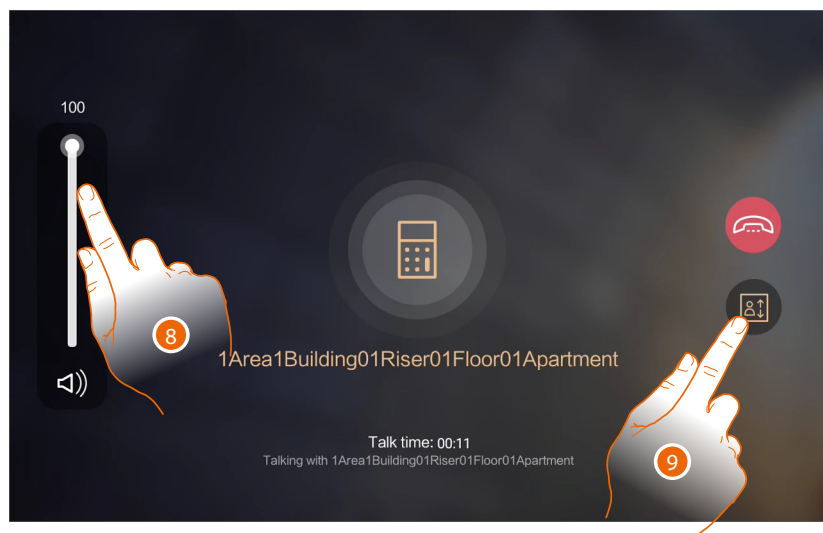 100
8
1Area1Building01Riser01Floor01Apartment
Talk time: 00:11
Talking with 1Area1Building01Riser01Floor01Apartment
9